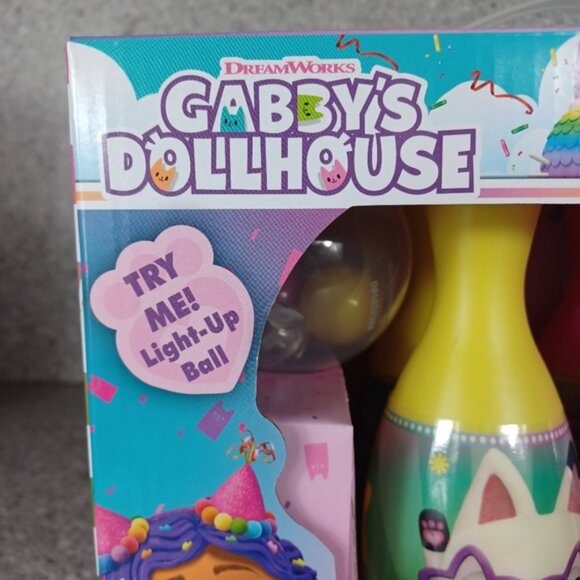 DREAMWORKS
GABBY'S
DOLLHOUSE
TRY
ME!
Light-Up
Ball